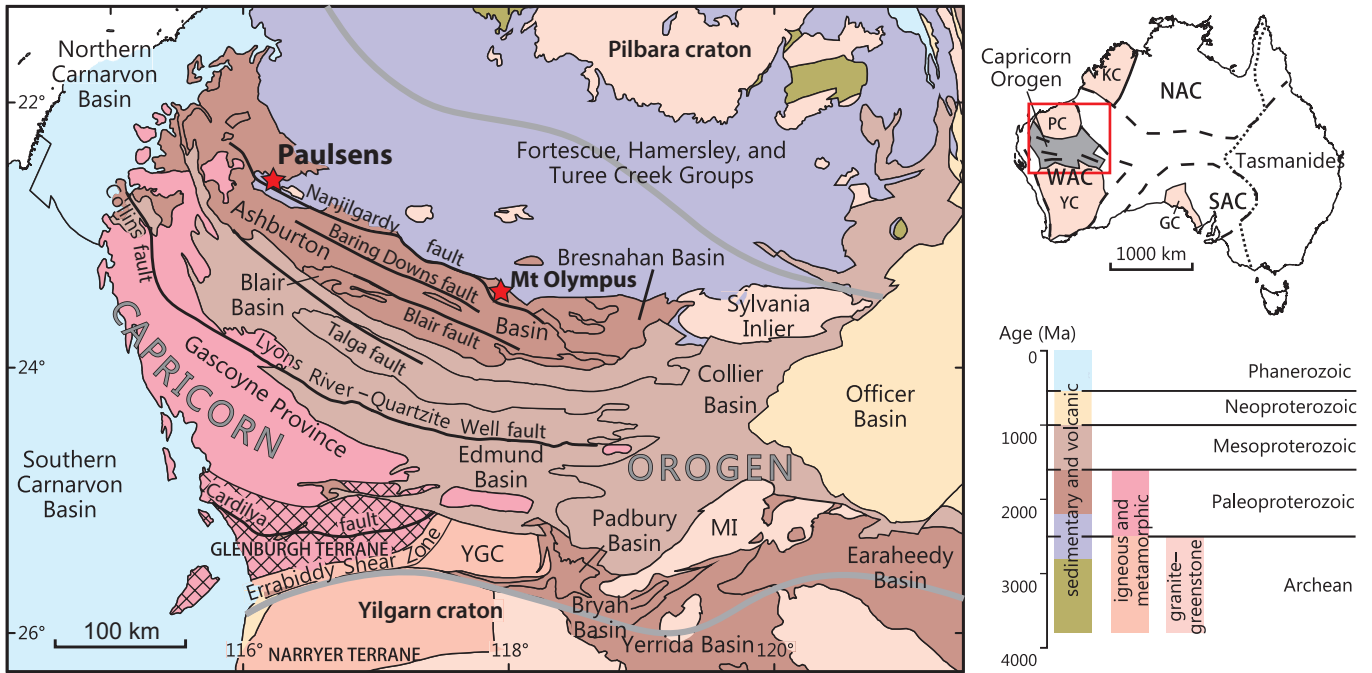 Northern
Carnarvon
Basin
Pilbara craton
22°
Paulsens
Fortescue, Hamersley, and
Turee Creek Groups
Nanjilgardy
fault
Collins fault
Ashburton
Basin
Baring Downs fault
Bresnahan Basin
Mt Olympus
Blair
Basin
Blair fault
Sylvania
Inlier
Talga fault
24°
Lyons
River – Quartzite
Well fault
Gascoyne Province
CAPRICORN
OROGEN
Collier
Basin
Officer
Basin
Edmund
Basin
Southern
Carnarvon
Basin
Cardilya
fault
GLENBURGH TERRANE
Errabiddy Shear Zone
YGC
Padbury
Basin
MI
Earaheedy
Basin
Yilgarn craton
Bryah
Basin
Yerrida Basin
26°
100 km
116°
118°
120°
NARRYER TERRANE
Capricorn
Orogen
KC
NAC
PC
Tasmanides
WAC
YC
SAC
GC
1000 km
Age (Ma)
0
1000
2000
3000
4000
sedimentary and volcanic
igneous and
metamorphic
granite–
greenstone
Phanerozoic
Neoproterozoic
Mesoproterozoic
Paleoproterozoic
Archean